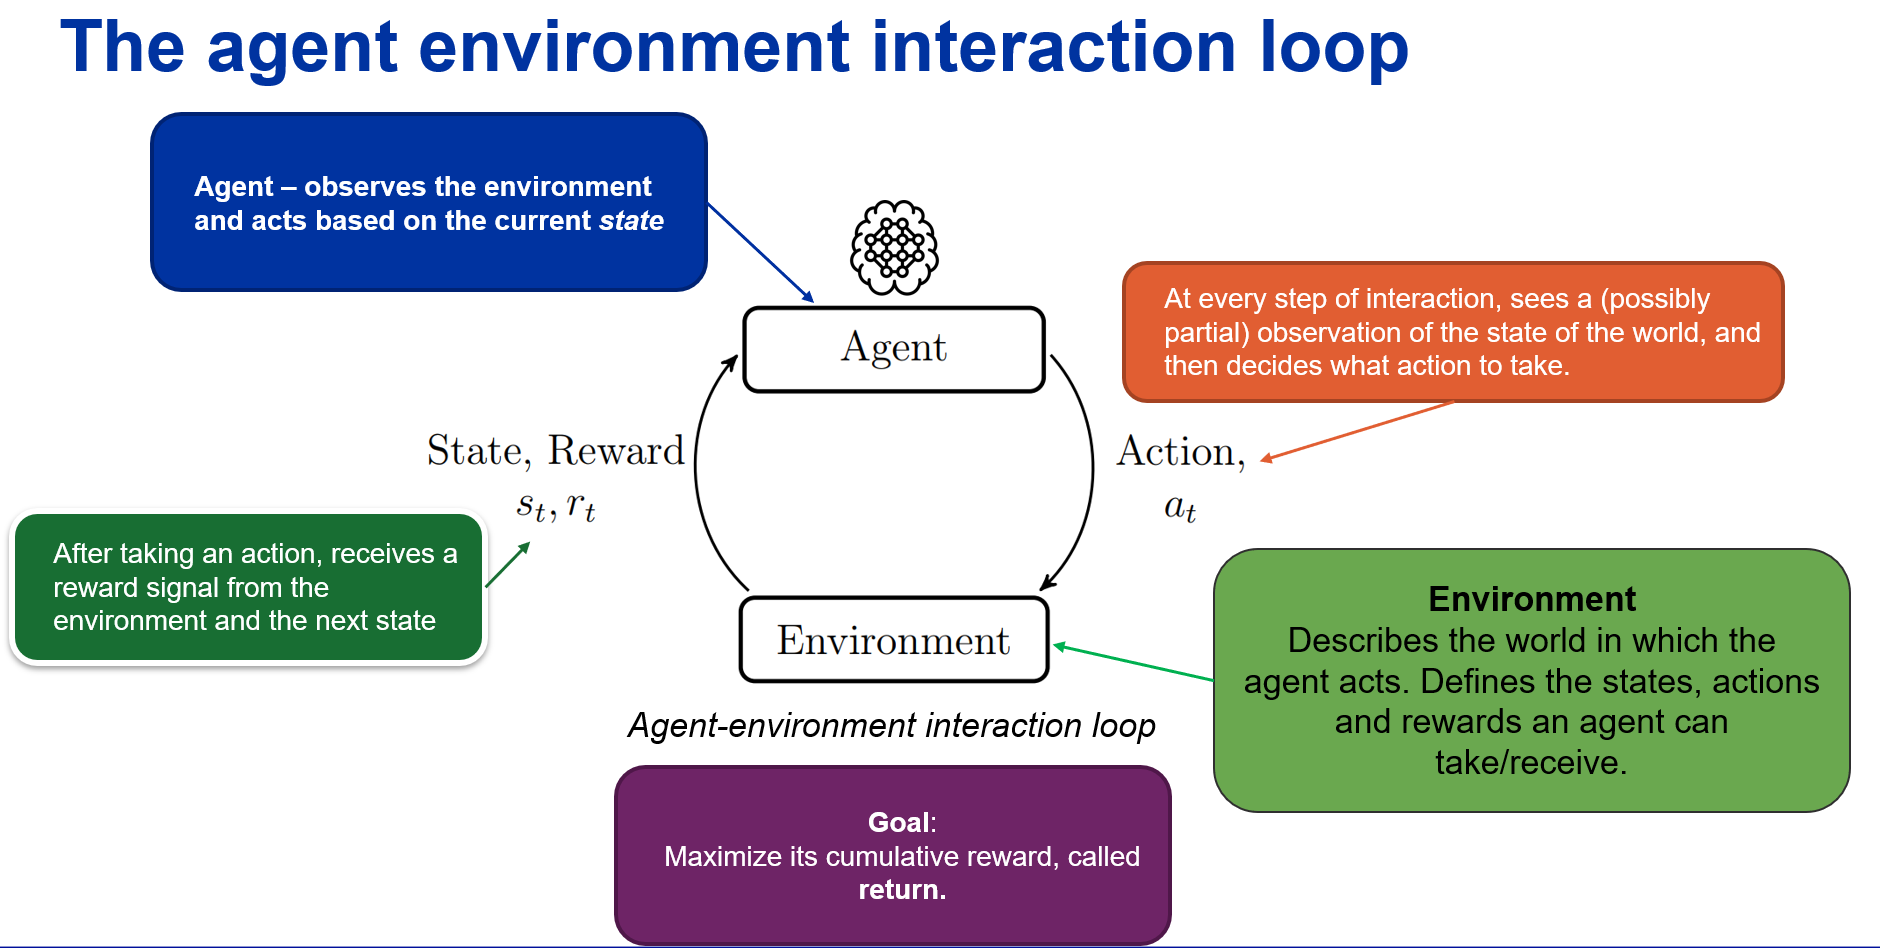 The agent environment interaction loop
Agent – observes the environment
and acts based on the current state
Agent
At every step of interaction, sees a (possibly
partial) observation of the state of the world, and
then decides what action to take.
State, Reward
s_t, r_t
Action,
a_t
After taking an action, receives a
reward signal from the
environment and the next state
Environment
Environment
Describes the world in which the
agent acts. Defines the states, actions
and rewards an agent can
take/receive.
Agent-environment interaction loop
Goal:
Maximize its cumulative reward, called
return.